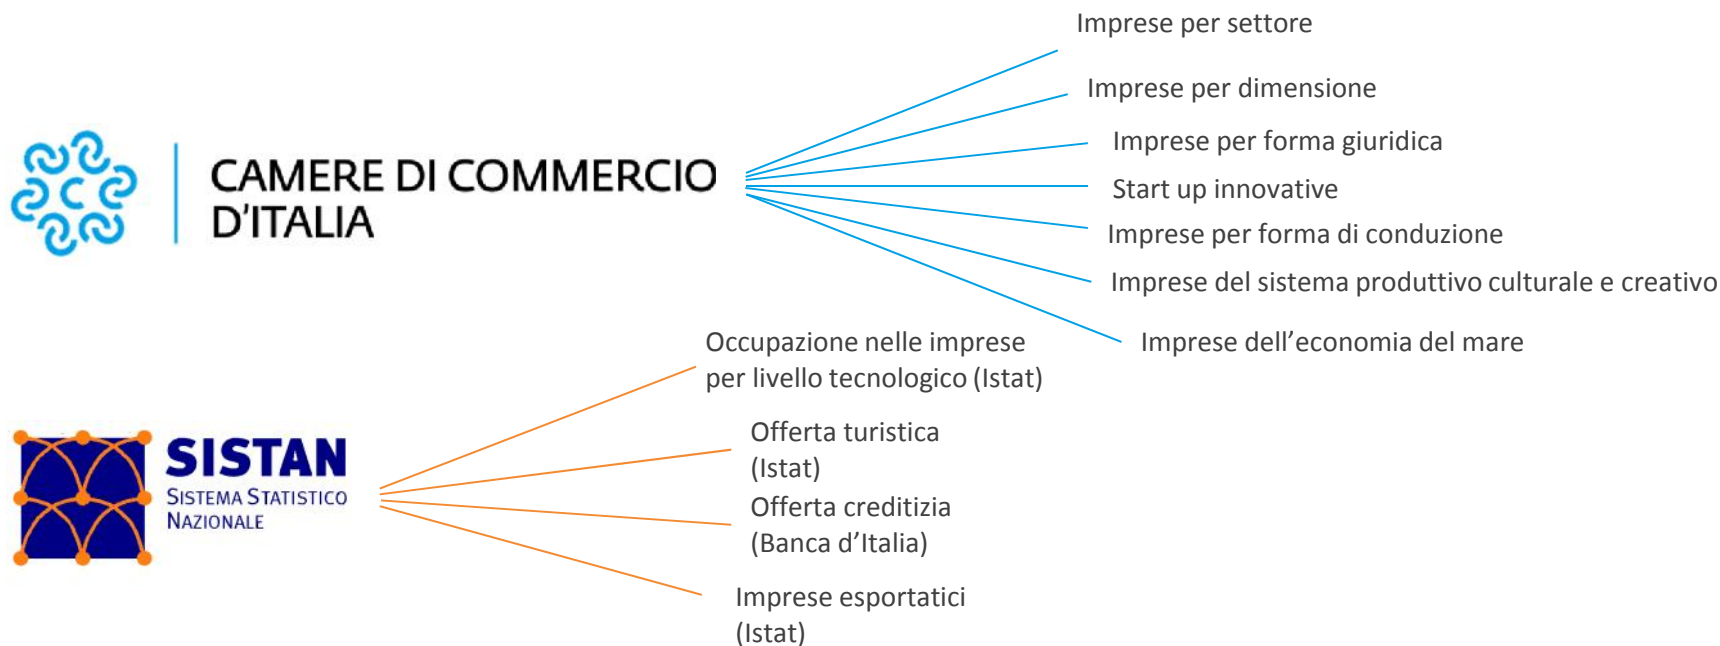 Imprese per settore
Imprese per dimensione
CAMERE DI COMMERCIO
D'ITALIA
C
Imprese per forma giuridica
Start up innovative
Imprese per forma di conduzione
Imprese del sistema produttivo culturale e creativo
Imprese dell’economia del mare
SISTAN
SISTEMA STATISTICO
NAZIONALE
Occupazione nelle imprese
per livello tecnologico (Istat)
Offerta turistica
(Istat)
Offerta creditizia
(Banca d’Italia)
Imprese esportatici
(Istat)